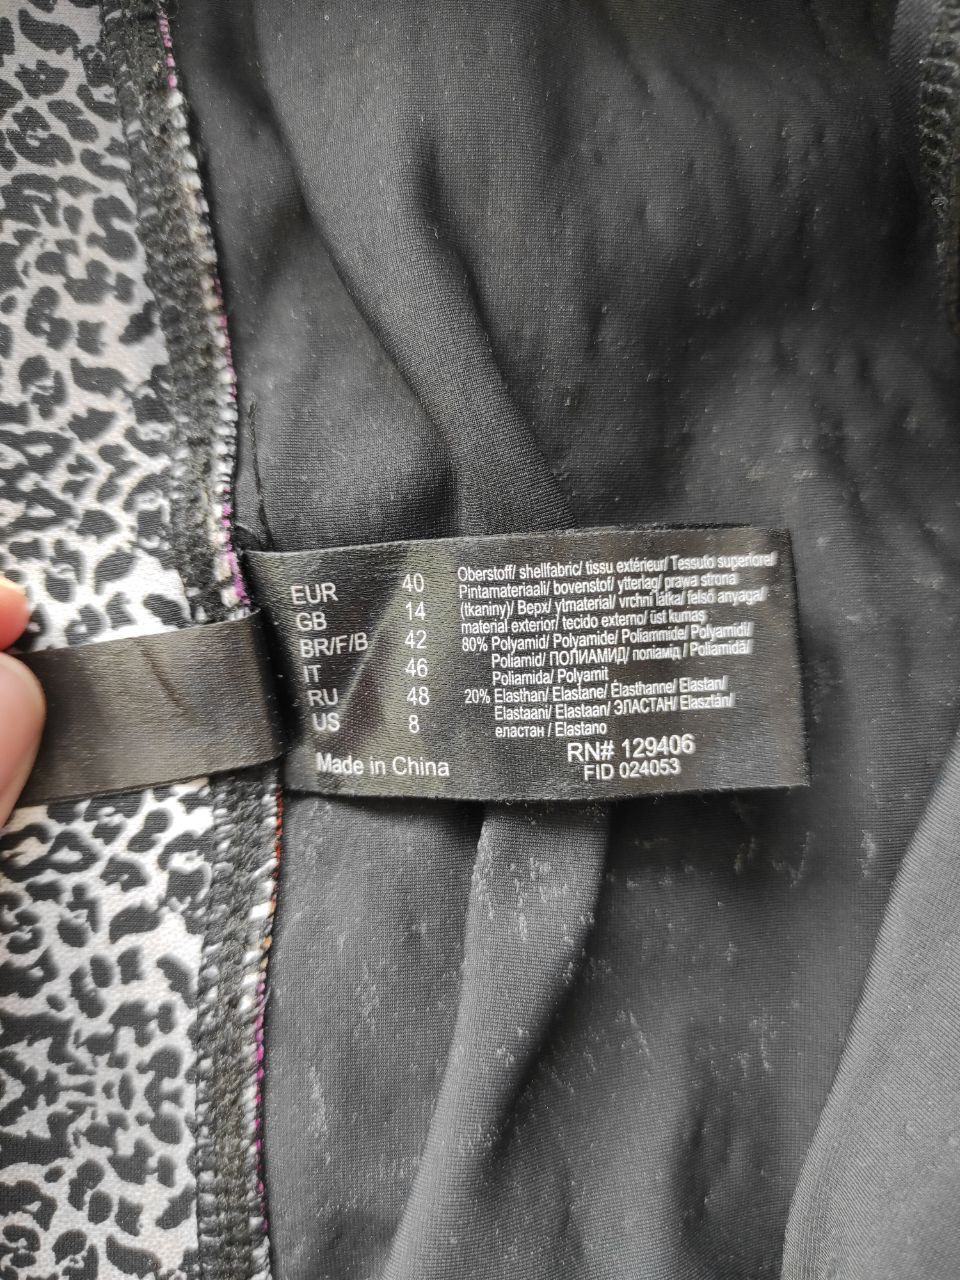 EUR 40
GB 14
BR/F/B 42
IT 46
RU 48
US 8
Made in China
Oberstoff/ shellfabric/ tissu extérieur/ Tessuto superiore/
Pintamateriaali/ bovenstof/ ytterlag/ prawa strona
(tkaniny)/ Bepx/ ytmaterial/ vrchní látka/ felső anyaga/
material exterior/ tecido externo/ üst kumaş
80% Polyamid/ Polyamide/ Poliammide/ Polyamidi/
Poliamid/ ПОЛИАМИД/ поліамід / Poliamida/
Poliamida/ Polyamit
20% Elasthan/ Elastane/ Élasthanne/ Elastan/
Elastaani/ Elastaan/ ЭЛАСТАН/ Elasztán/
еластан / Elastano
RN# 129406
FID 024053